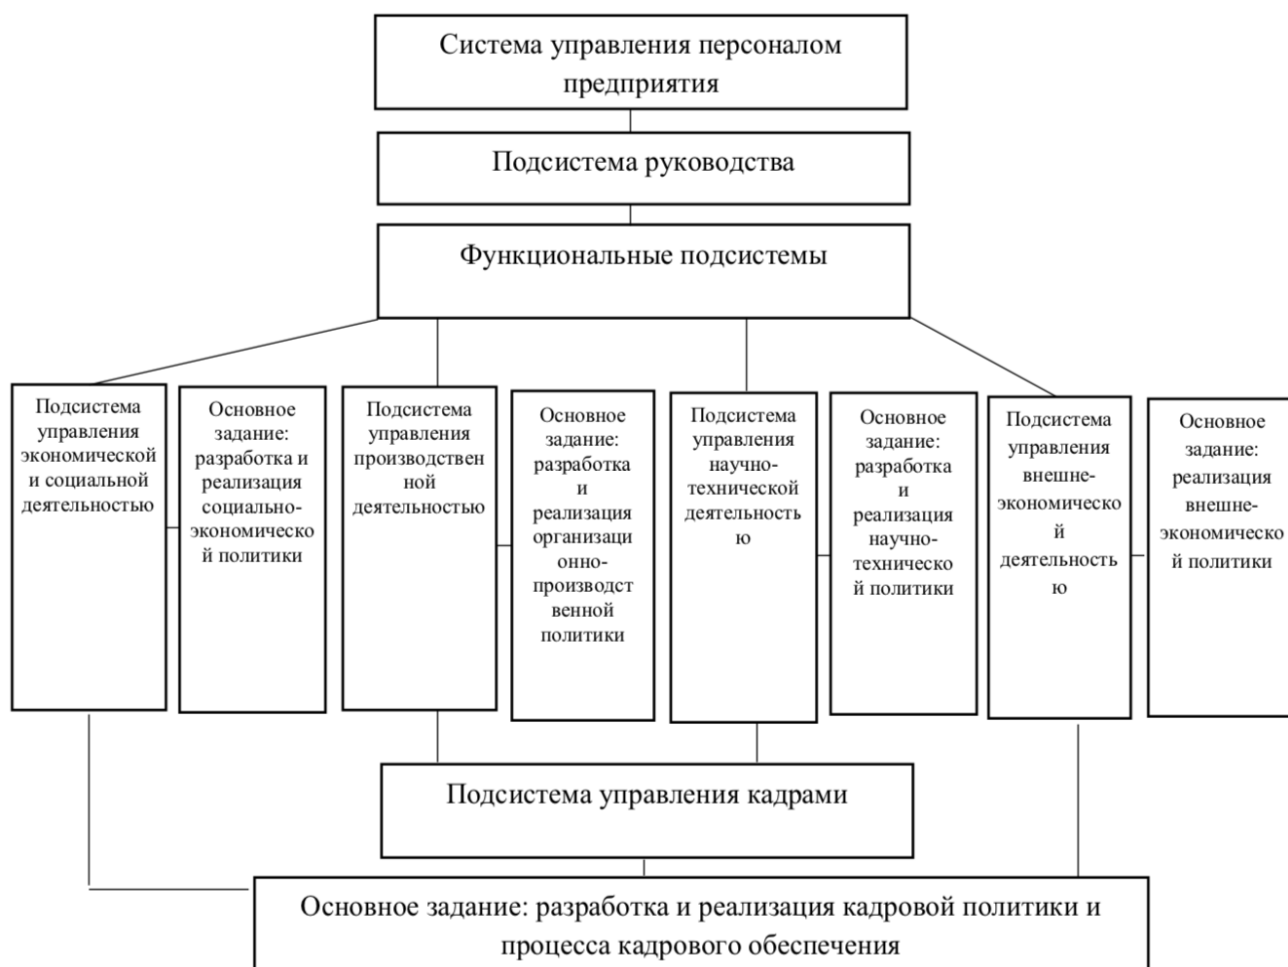 Система управления персоналом
предприятия
Подсистема руководства
Функциональные подсистемы
Подсистема
управления
экономической
и социальной
деятельностью
Основное
задание:
разработка и
реализация
социально-
экономическо
й политики
Подсистема
управления
производствен
ной
деятельностью
Основное
задание:
разработка
и
реализация
организаци
онно-
производст
венной
политики
Подсистема
управления
научно-
технической
деятельность
ю
Основное
задание:
разработка
и
реализация
научно-
техническо
й политики
Подсистема
управления
внешне-
экономическо
й
деятельность
ю
Основное
задание:
реализация
внешне-
экономическо
й политики
Подсистема управления кадрами
Основное задание: разработка и реализация кадровой политики и
процесса кадрового обеспечения